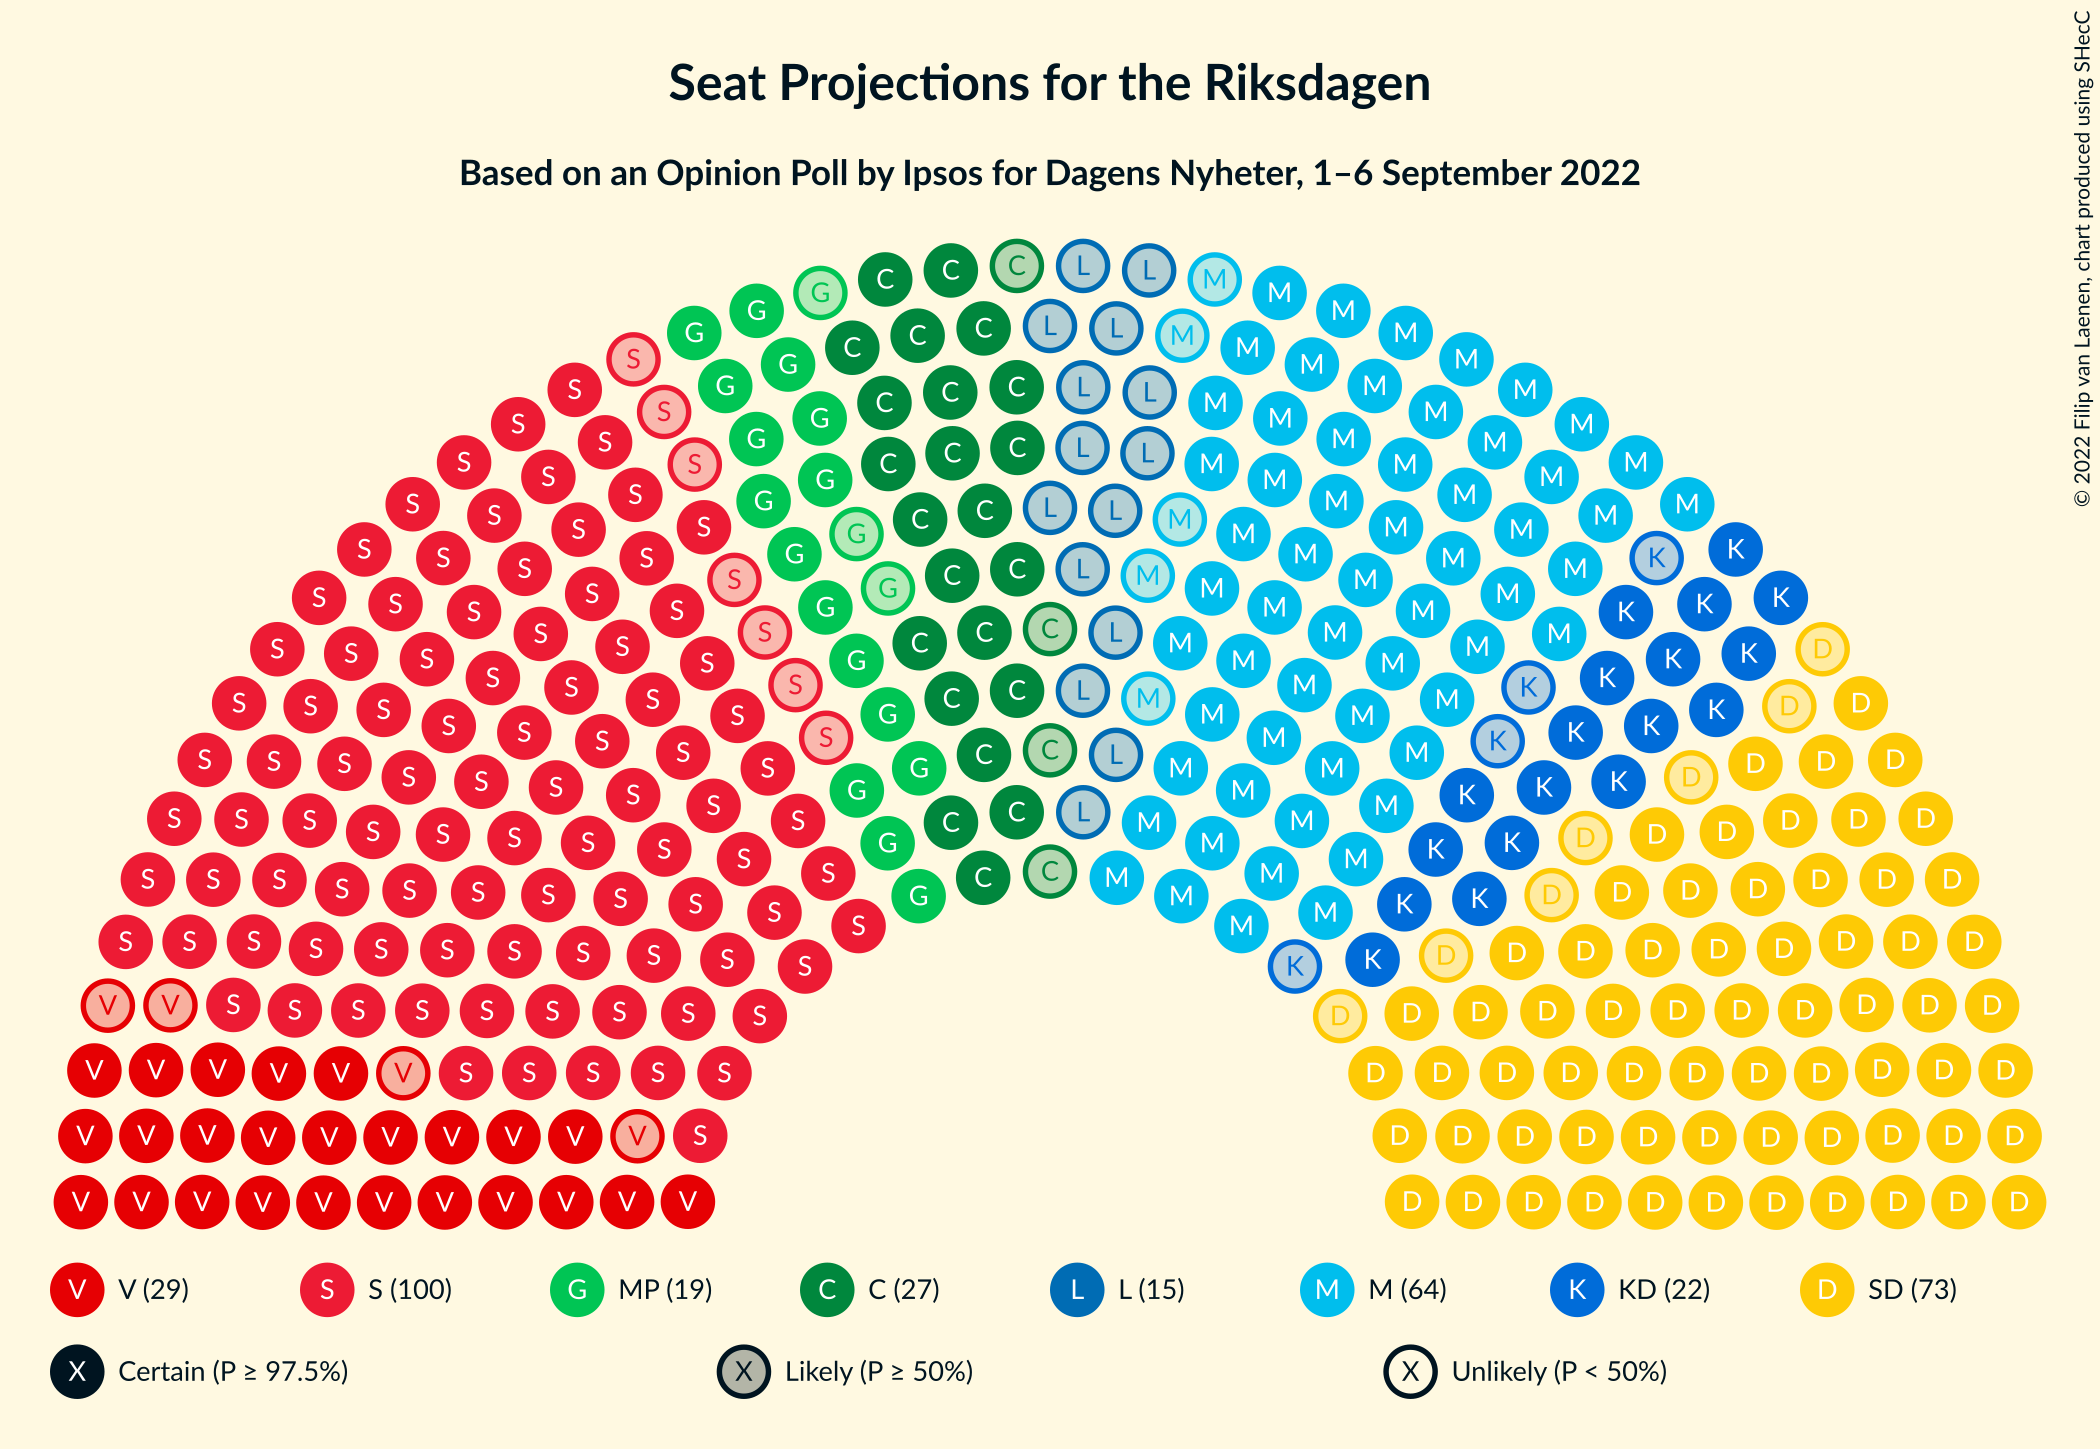 Seat Projections for the Riksdagen
Based on an Opinion Poll by Ipsos for Dagens Nyheter, 1–6 September 2022
© 2022 Filip van Laenen, chart produced using SHecC
V V (29) S S (100) G MP (19) C C (27) L L (15) M M (64) K KD (22) D SD (73)
X Certain (P ≥ 97.5%) X Likely (P ≥ 50%) X Unlikely (P < 50%)